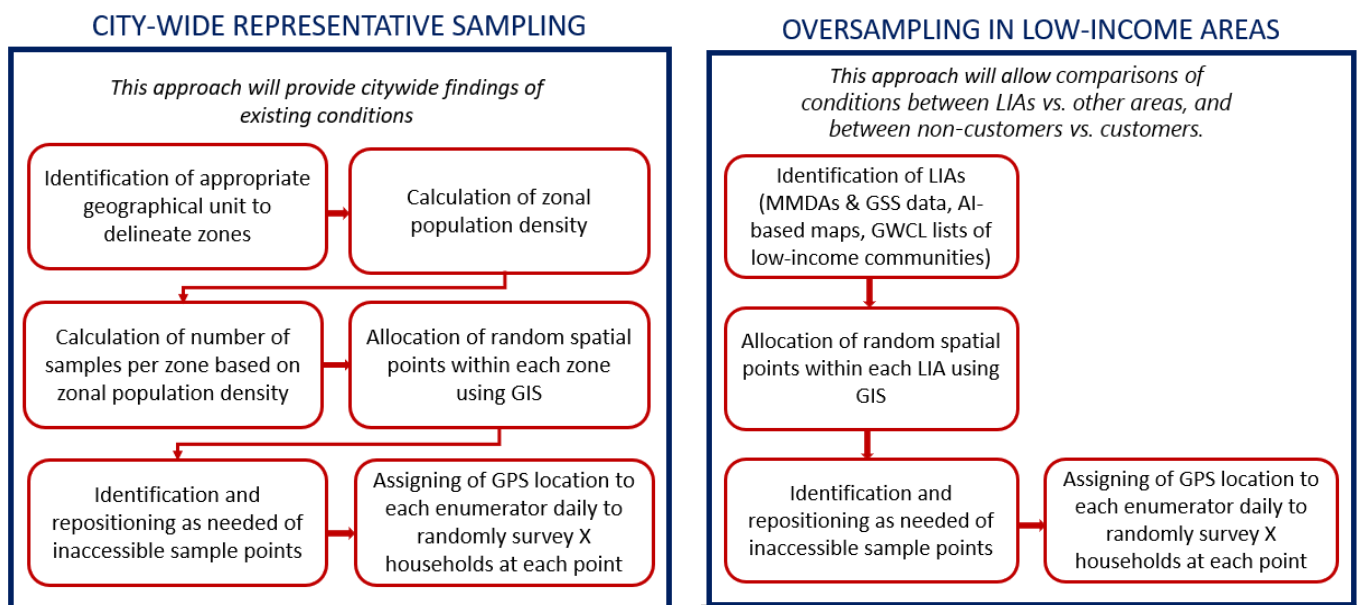 CITY-WIDE REPRESENTATIVE SAMPLING
This approach will provide citywide findings of
existing conditions
Identification of appropriate
geographical unit to
delineate zones
Calculation of zonal
population density
Calculation of number of
samples per zone based on
zonal population density
Allocation of random spatial
points within each zone
using GIS
Identification and
repositioning as needed of
inaccessible sample points
Assigning of GPS location to
each enumerator daily to
randomly survey X
households at each point
OVERSAMPLING IN LOW-INCOME AREAS
This approach will allow comparisons of
conditions between LIAs vs. other areas, and
between non-customers vs. customers.
Identification of LIAs
(MMDAs & GSS data, AI-
based maps, GWCL lists of
low-income communities)
Allocation of random spatial
points within each LIA using
GIS
Identification and
repositioning as needed of
inaccessible sample points
Assigning of GPS location to
each enumerator daily to
randomly survey X
households at each point